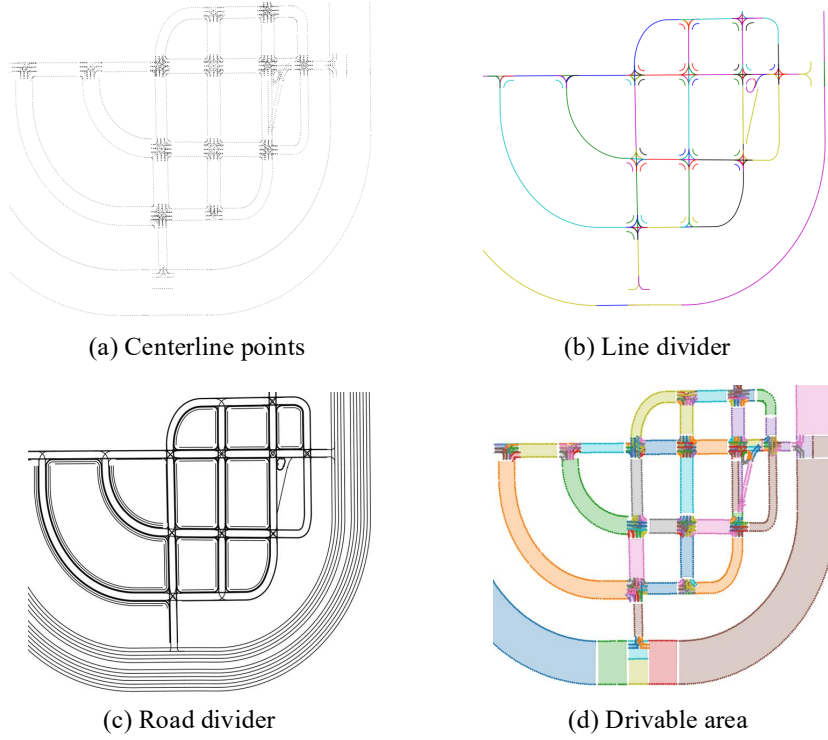 (a) Centerline points
(b) Line divider
(c) Road divider
(d) Drivable area